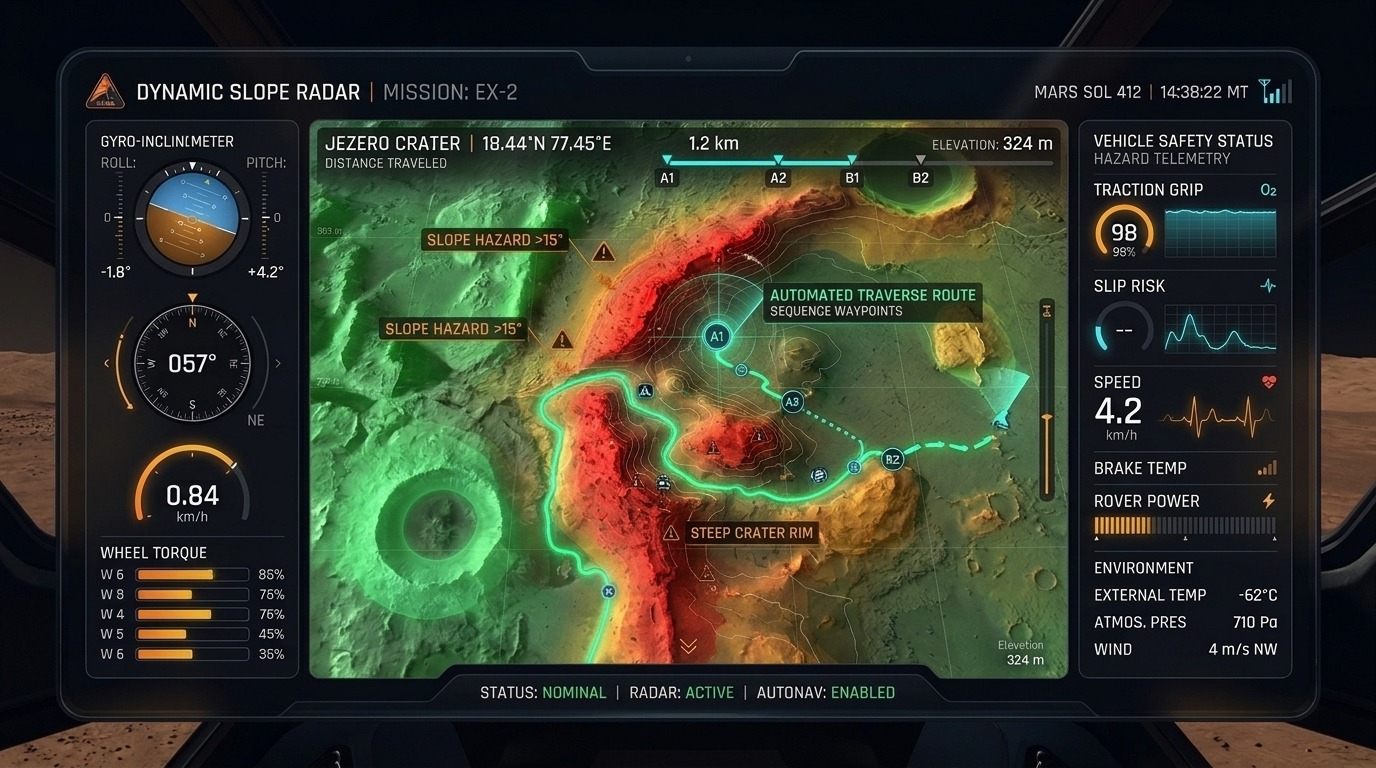 DYNAMIC SLOPE RADAR | MISSION: EX-2
MARS SOL 412 | 14:38:22 MT
GYRO-INCLINOMETER
ROLL: PITCH:
0 0
-1.8° +4.2°
N
W
S
057°
NE
0.84
km/h
WHEEL TORQUE
W 6 85%
W 8 75%
W 4 75%
W 5 45%
W 6 35%
JEZERO CRATER | 18.44°N 77.45°E
DISTANCE TRAVELED
1.2 km
A1 A2 B1 B2
ELEVATION: 324 m
SLOPE HAZARD >15°
SLOPE HAZARD >15°
AUTOMATED TRAVERSE ROUTE
SEQUENCE WAYPOINTS
A1
A3
B2
STEEP CRATER RIM
Elevetion
324 m
VEHICLE SAFETY STATUS
HAZARD TELEMETRY
TRACTION GRIP O₂
98
98%
SLIP RISK
--
SPEED
4.2
km/h
BRAKE TEMP
ROVER POWER
ENVIRONMENT
EXTERNAL TEMP -62°C
ATMOS. PRES 710 Pa
WIND 4 m/s NW
STATUS: NOMINAL | RADAR: ACTIVE | AUTONAV: ENABLED